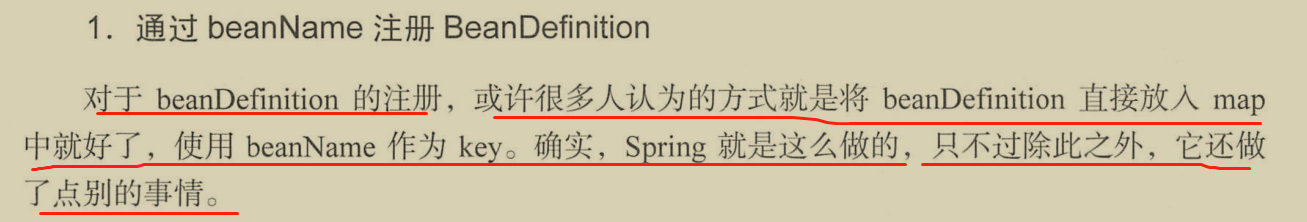 1. 通过 beanName 注册 BeanDefinition
对于 beanDefinition 的注册，或许很多人认为的方式就是将 beanDefinition 直接放入 map
中就好了，使用 beanName 作为 key。确实，Spring 就是这么做的，只不过除此之外，它还做
了点别的事情。